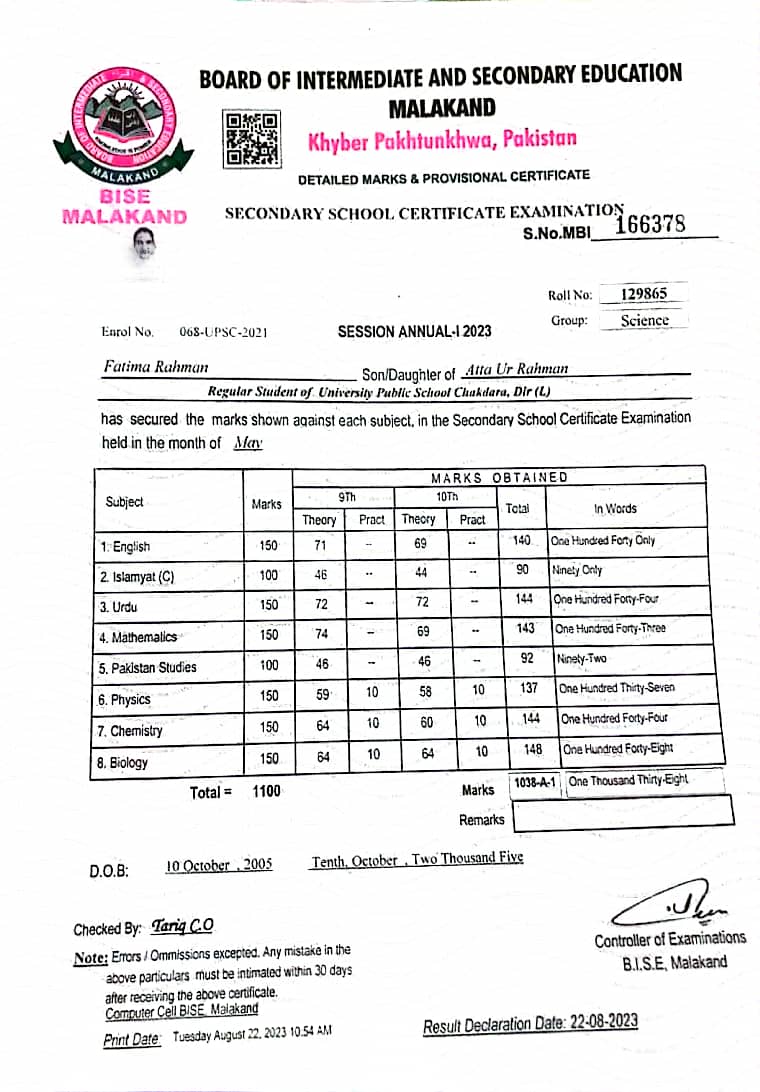 BOARD OF INTERMEDIATE AND SECONDARY EDUCATION
MALAKAND
Khyber Pakhtunkhwa, Pakistan
DETAILED MARKS & PROVISIONAL CERTIFICATE
BOARD OF INTERMEDIATE & SECONDARY EDUCATION
KNOWLEDGE IS POWER
MALAKAND
BISE
MALAKAND
SECONDARY SCHOOL CERTIFICATE EXAMINATION
S.No.MBI 166378
Roll No: 129865
Group: Science
Enrol No. 068-UPSC-2021 SESSION ANNUAL-I 2023
Fatima Rahman Son/Daughter of Atta Ur Rahman
Regular Student of University Public School Chakdara, Dir (L)
has secured the marks shown against each subject, in the Secondary School Certificate Examination
held in the month of May
Subject Marks MARKS OBTAINED
9Th 10Th Total In Words
Theory Pract Theory Pract
1. English 150 71 -- 69 -- 140 One Hundred Forty Only
2. Islamyat (C) 100 46 -- 44 -- 90 Ninety Only
3. Urdu 150 72 -- 72 -- 144 One Hundred Forty-Four
4. Mathematics 150 74 -- 69 -- 143 One Hundred Forty-Three
5. Pakistan Studies 100 46 -- 46 -- 92 Ninety-Two
6. Physics 150 59 10 58 10 137 One Hundred Thirty-Seven
7. Chemistry 150 64 10 60 10 144 One Hundred Forty-Four
8. Biology 150 64 10 64 10 148 One Hundred Forty-Eight
Total = 1100 Marks 1038-A-1 One Thousand Thirty-Eight
Remarks
D.O.B: 10 October , 2005 Tenth, October , Two Thousand Five
Checked By: Tariq C.O
Note: Errors / Ommissions excepted. Any mistake in the
above particulars must be intimated within 30 days
after receiving the above certificate.
Computer Cell BISE, Malakand
Print Date: Tuesday August 22, 2023 10:54 AM
Controller of Examinations
B.I.S.E, Malakand
Result Declaration Date: 22-08-2023